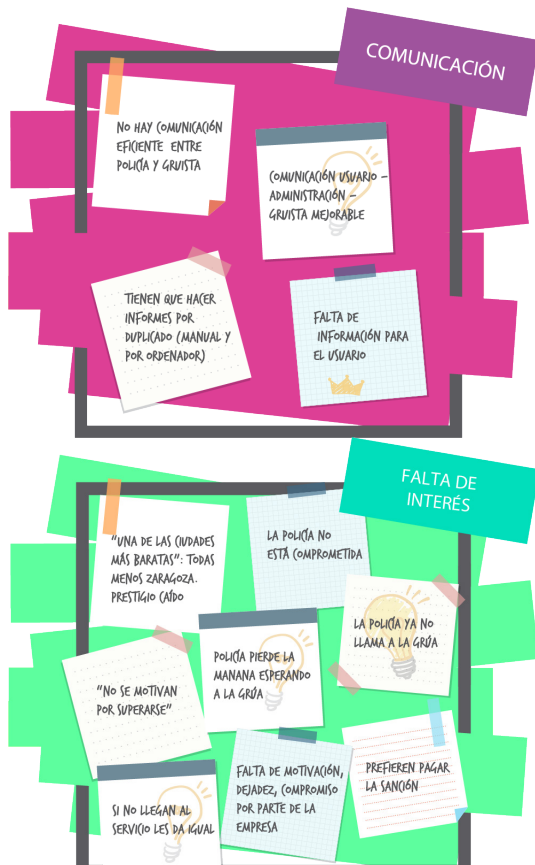 COMUNICACIÓN
NO HAY COMUNICACIÓN
EFICIENTE ENTRE
POLICÍA Y GRUISTA
COMUNICACIÓN USUARIO –
ADMINISTRACIÓN –
GRUISTA MEJORABLE
TIENEN QUE HACER
INFORMES POR
DUPLICADO (MANUAL Y
POR ORDENADOR)
FALTA DE
INFORMACIÓN PARA
EL USUARIO
FALTA DE
INTERÉS
"UNA DE LAS CIUDADES
MÁS BARATAS": TODAS
MENOS ZARAGOZA.
PRESTIGIO CAÍDO
LA POLICÍA NO
ESTÁ COMPROMETIDA
LA POLICÍA YA NO
LLAMA A LA GRÚA
POLICÍA PIERDE LA
MANANA ESPERANDO
A LA GRÚA
"NO SE MOTIVAN
POR SUPERARSE"
FALTA DE MOTIVACIÓN,
DEJADEZ, COMPROMISO
POR PARTE DE LA
EMPRESA
PREFIEREN PAGAR
LA SANCIÓN
SI NO LLEGAN AL
SERVICIO LES DA IGUAL